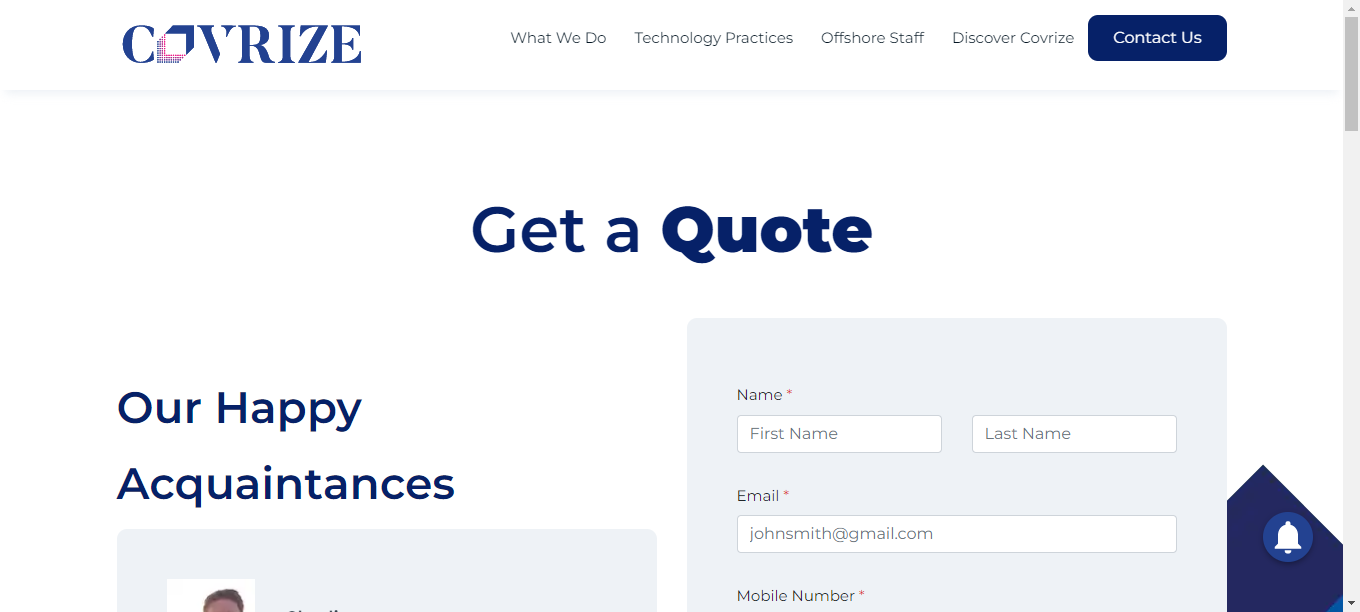 COVRIZE
What We Do
Technology Practices
Offshore Staff
Discover Covrize
Contact Us
Get a Quote
Our Happy
Acquaintances
Name *
First Name
Last Name
Email *
johnsmith@gmail.com
Mobile Number *